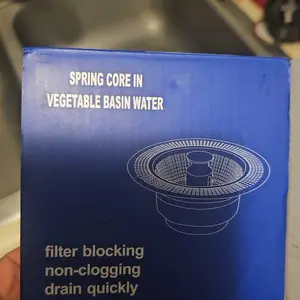 SPRING CORE IN
VEGETABLE BASIN WATER
filter blocking
non-clogging
drain quickly